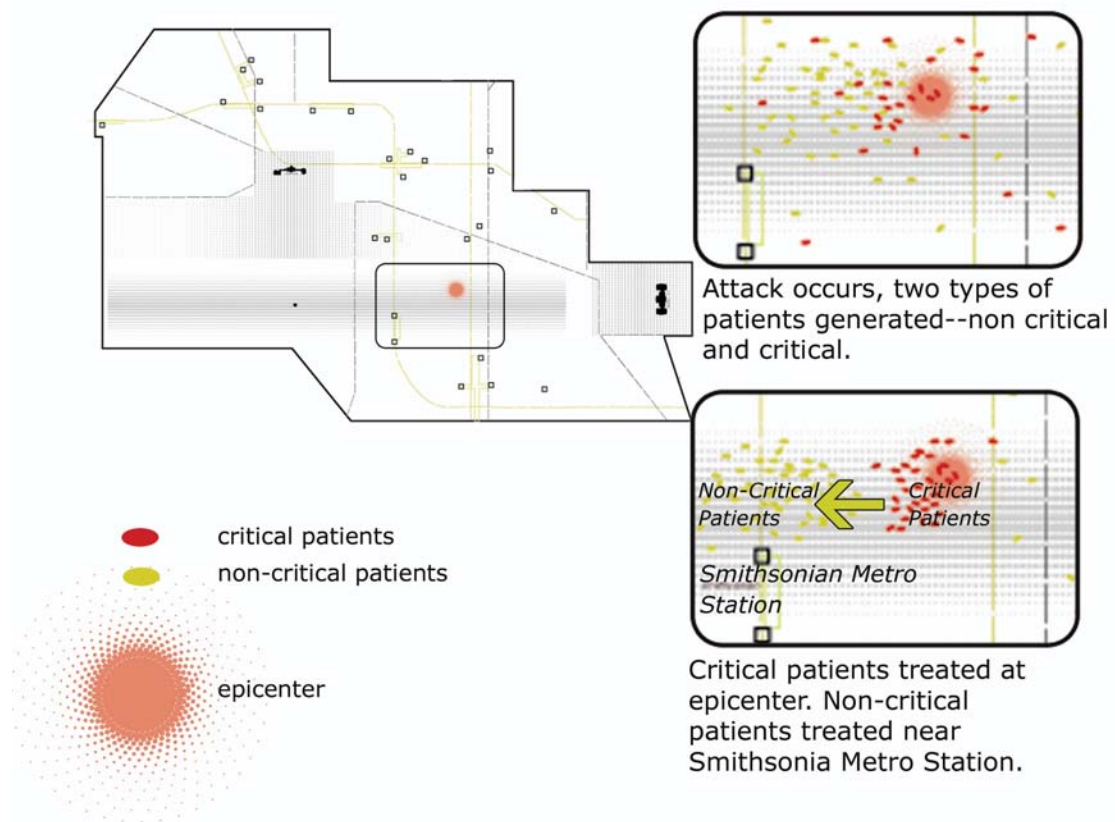 Attack occurs, two types of
patients generated--non critical
and critical.
Non-Critical
Patients
Critical
Patients
Smithsonian Metro
Station
critical patients
non-critical patients
epicenter
Critical patients treated at
epicenter. Non-critical
patients treated near
Smithsonia Metro Station.